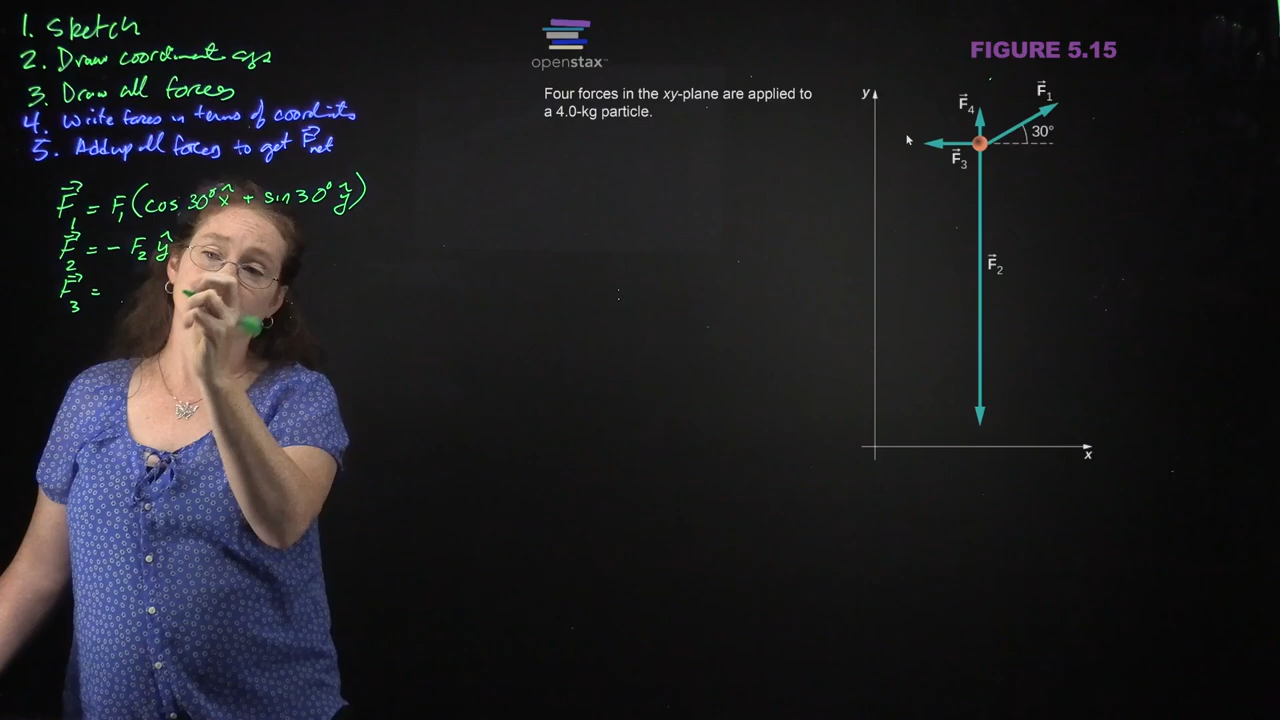 1. Sketch
2. Draw coordinate sys
3. Draw all forces
4. Write forces in terms of coordinates
5. Add up all forces to get F⃗net
F⃗1 = F1(cos 30° x̂ + sin 30° ŷ)
F⃗2 = - F2 ŷ
F⃗3 =
openstax™
Four forces in the xy-plane are applied to
a 4.0-kg particle.
FIGURE 5.15
y
F⃗4
F⃗1
30°
F⃗3
F⃗2
x